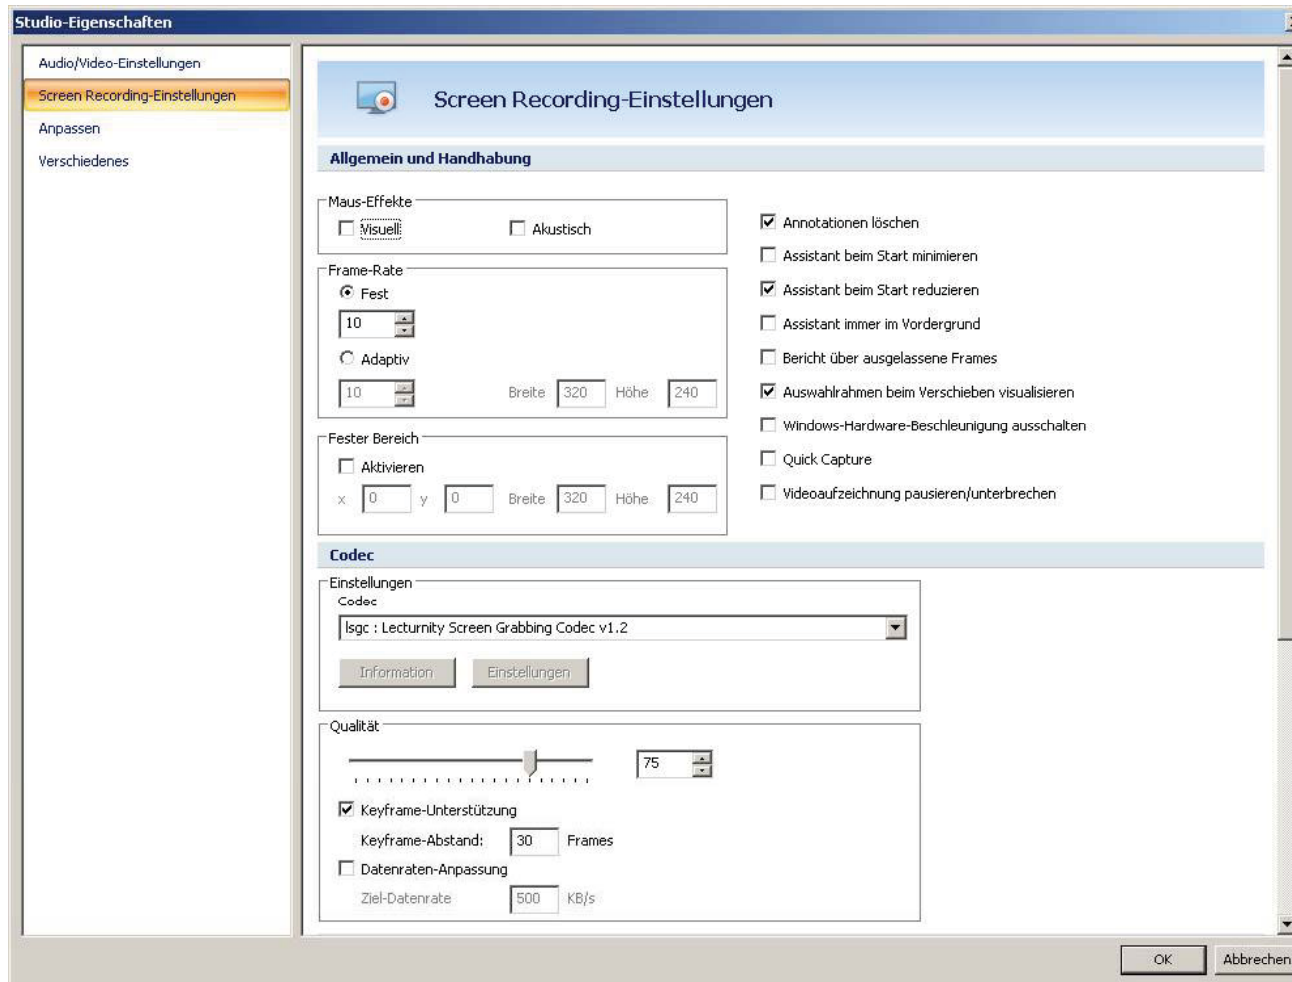 Studio-Eigenschaften
Audio/Video-Einstellungen
Screen Recording-Einstellungen
Anpassen
Verschiedenes
Screen Recording-Einstellungen
Allgemein und Handhabung
Maus-Effekte
Visuell
Akustisch
Frame-Rate
Fest
10
Adaptiv
10 Breite 320 Höhe 240
Fester Bereich
Aktivieren
x 0 y 0 Breite 320 Höhe 240
Annotationen löschen
Assistant beim Start minimieren
Assistant beim Start reduzieren
Assistant immer im Vordergrund
Bericht über ausgelassene Frames
Auswahlrahmen beim Verschieben visualisieren
Windows-Hardware-Beschleunigung ausschalten
Quick Capture
Videoaufzeichnung pausieren/unterbrechen
Codec
Einstellungen
Codec
lsgc : Lecturnity Screen Grabbing Codec v1.2
Information
Einstellungen
Qualität
75
Keyframe-Unterstützung
Keyframe-Abstand: 30 Frames
Datenraten-Anpassung
Ziel-Datenrate 500 KB/s
OK
Abbrechen